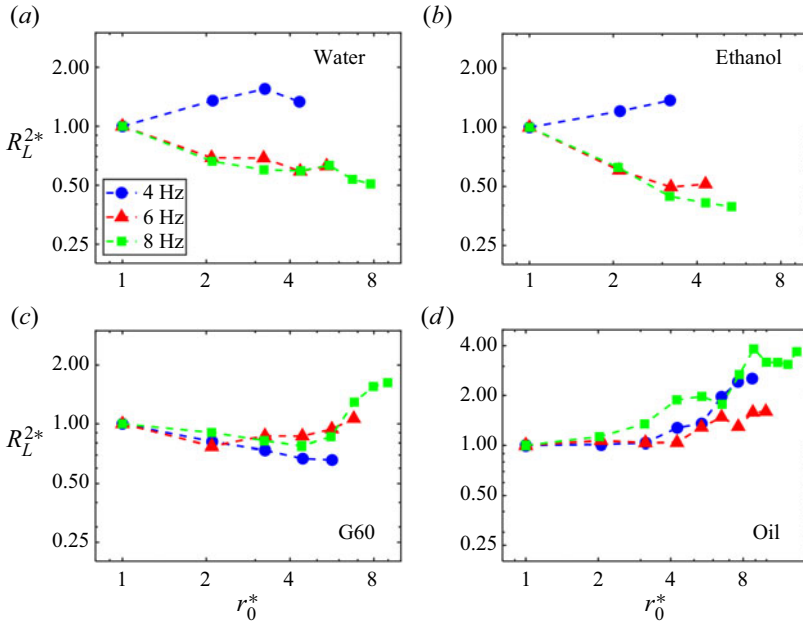 (a)
(b)
2.00
1.00
0.50
0.25
R_L^{2*}
Water
4 Hz
6 Hz
8 Hz
1
2
4
8
2.00
1.00
0.50
0.25
Ethanol
1
2
4
8
(c)
(d)
2.00
1.00
0.50
0.25
R_L^{2*}
G60
1
2
4
8
r_0^*
4.00
2.00
1.00
0.50
0.25
Oil
1
2
4
8
r_0^*